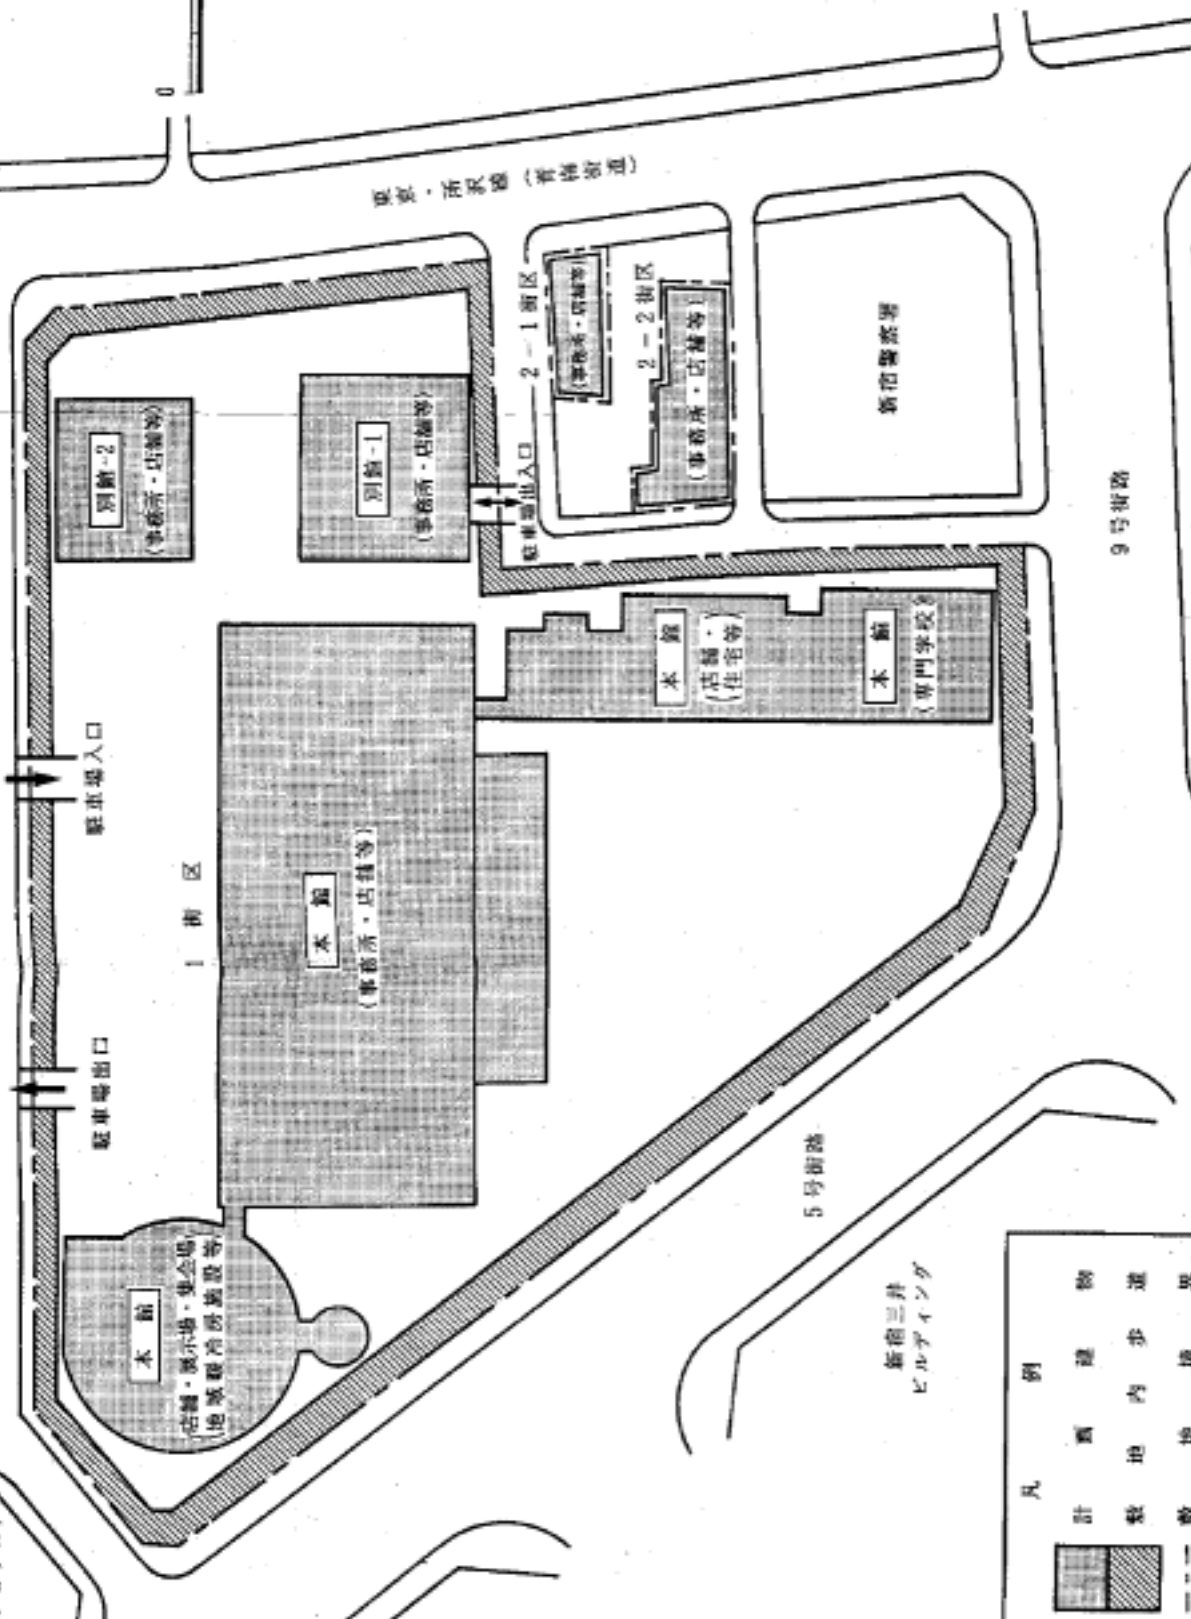 東京・所沢線（青梅街道）
2－1街区
（事務所・店舗等）
2－2街区
（事務所・店舗等）
新宿警察署
9号街路
別館-2
（事務所・店舗等）
別館-1
（事務所・店舗等）
駐車場出入口
本館
（店舗・住宅等）
本館
（専門学校）
駐車場入口
1街区
本館
（事務所・店舗等）
駐車場出口
5号街路
本館
（店舗・展示場・集会場
地域暖冷房施設等）
新宿三井
ビルディング
凡例
計画建物
敷地内歩道
敷地境界